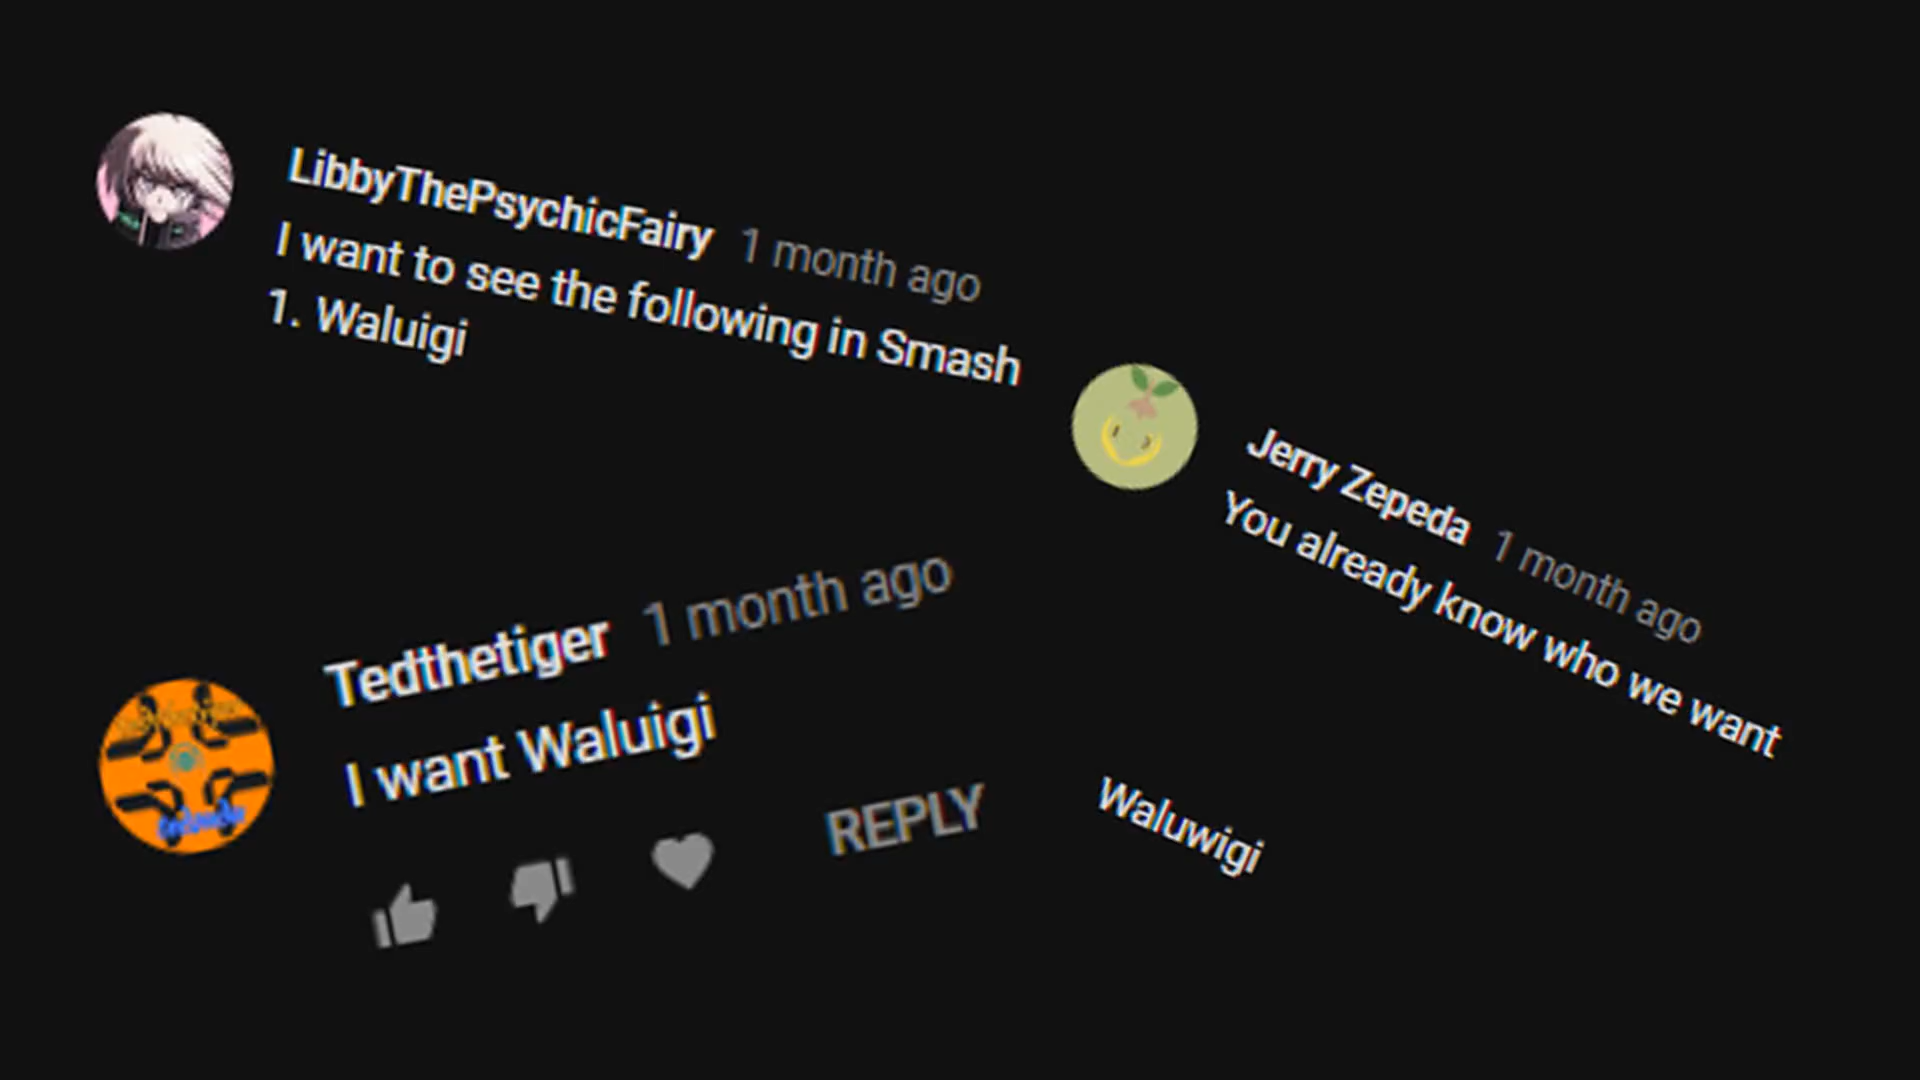 LibbyThePsychicFairy 1 month ago
I want to see the following in Smash
1. Waluigi
Jerry Zepeda 1 month ago
You already know who we want
Waluwigi
Tedthetiger 1 month ago
I want Waluigi
REPLY